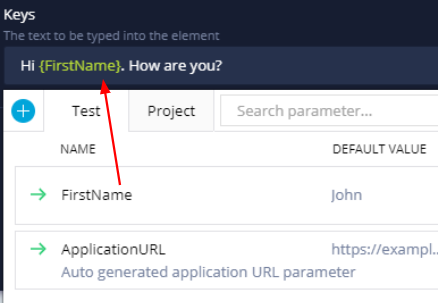 Keys
The text to be typed into the element
Hi {FirstName}. How are you?
Test Project Search parameter...
NAME DEFAULT VALUE
FirstName John
ApplicationURL https://exampl..
Auto generated application URL parameter